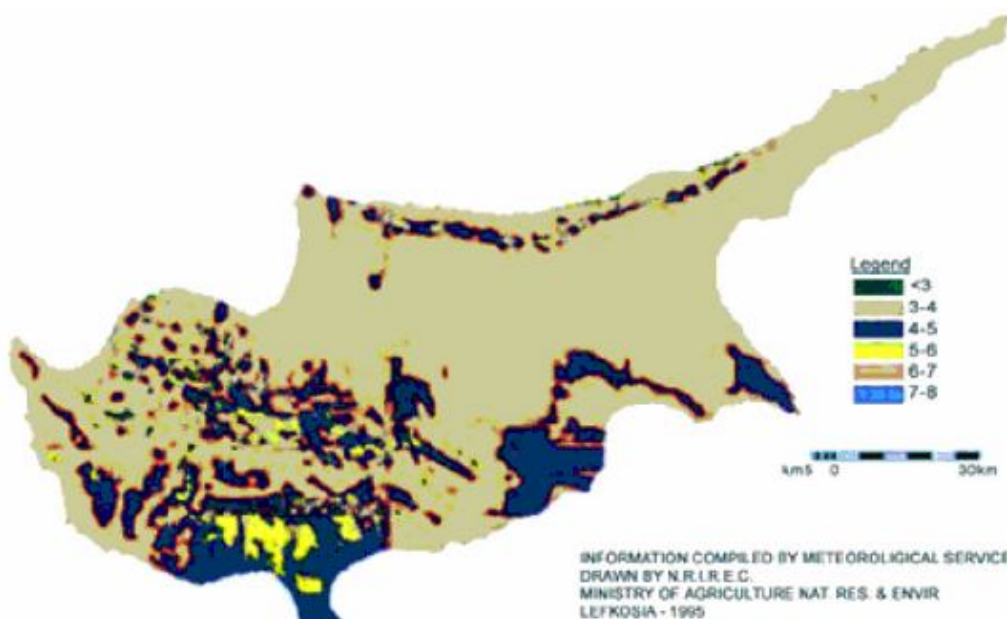 Legend
<3
3-4
4-5
5-6
6-7
7-8
km5 0 30km
INFORMATION COMPILED BY METEOROLIGICAL SERVICE
DRAWN BY N.R.I.R.E.C.
MINISTRY OF AGRICULTURE NAT. RES. & ENVIR
LEFKOSIA - 1995